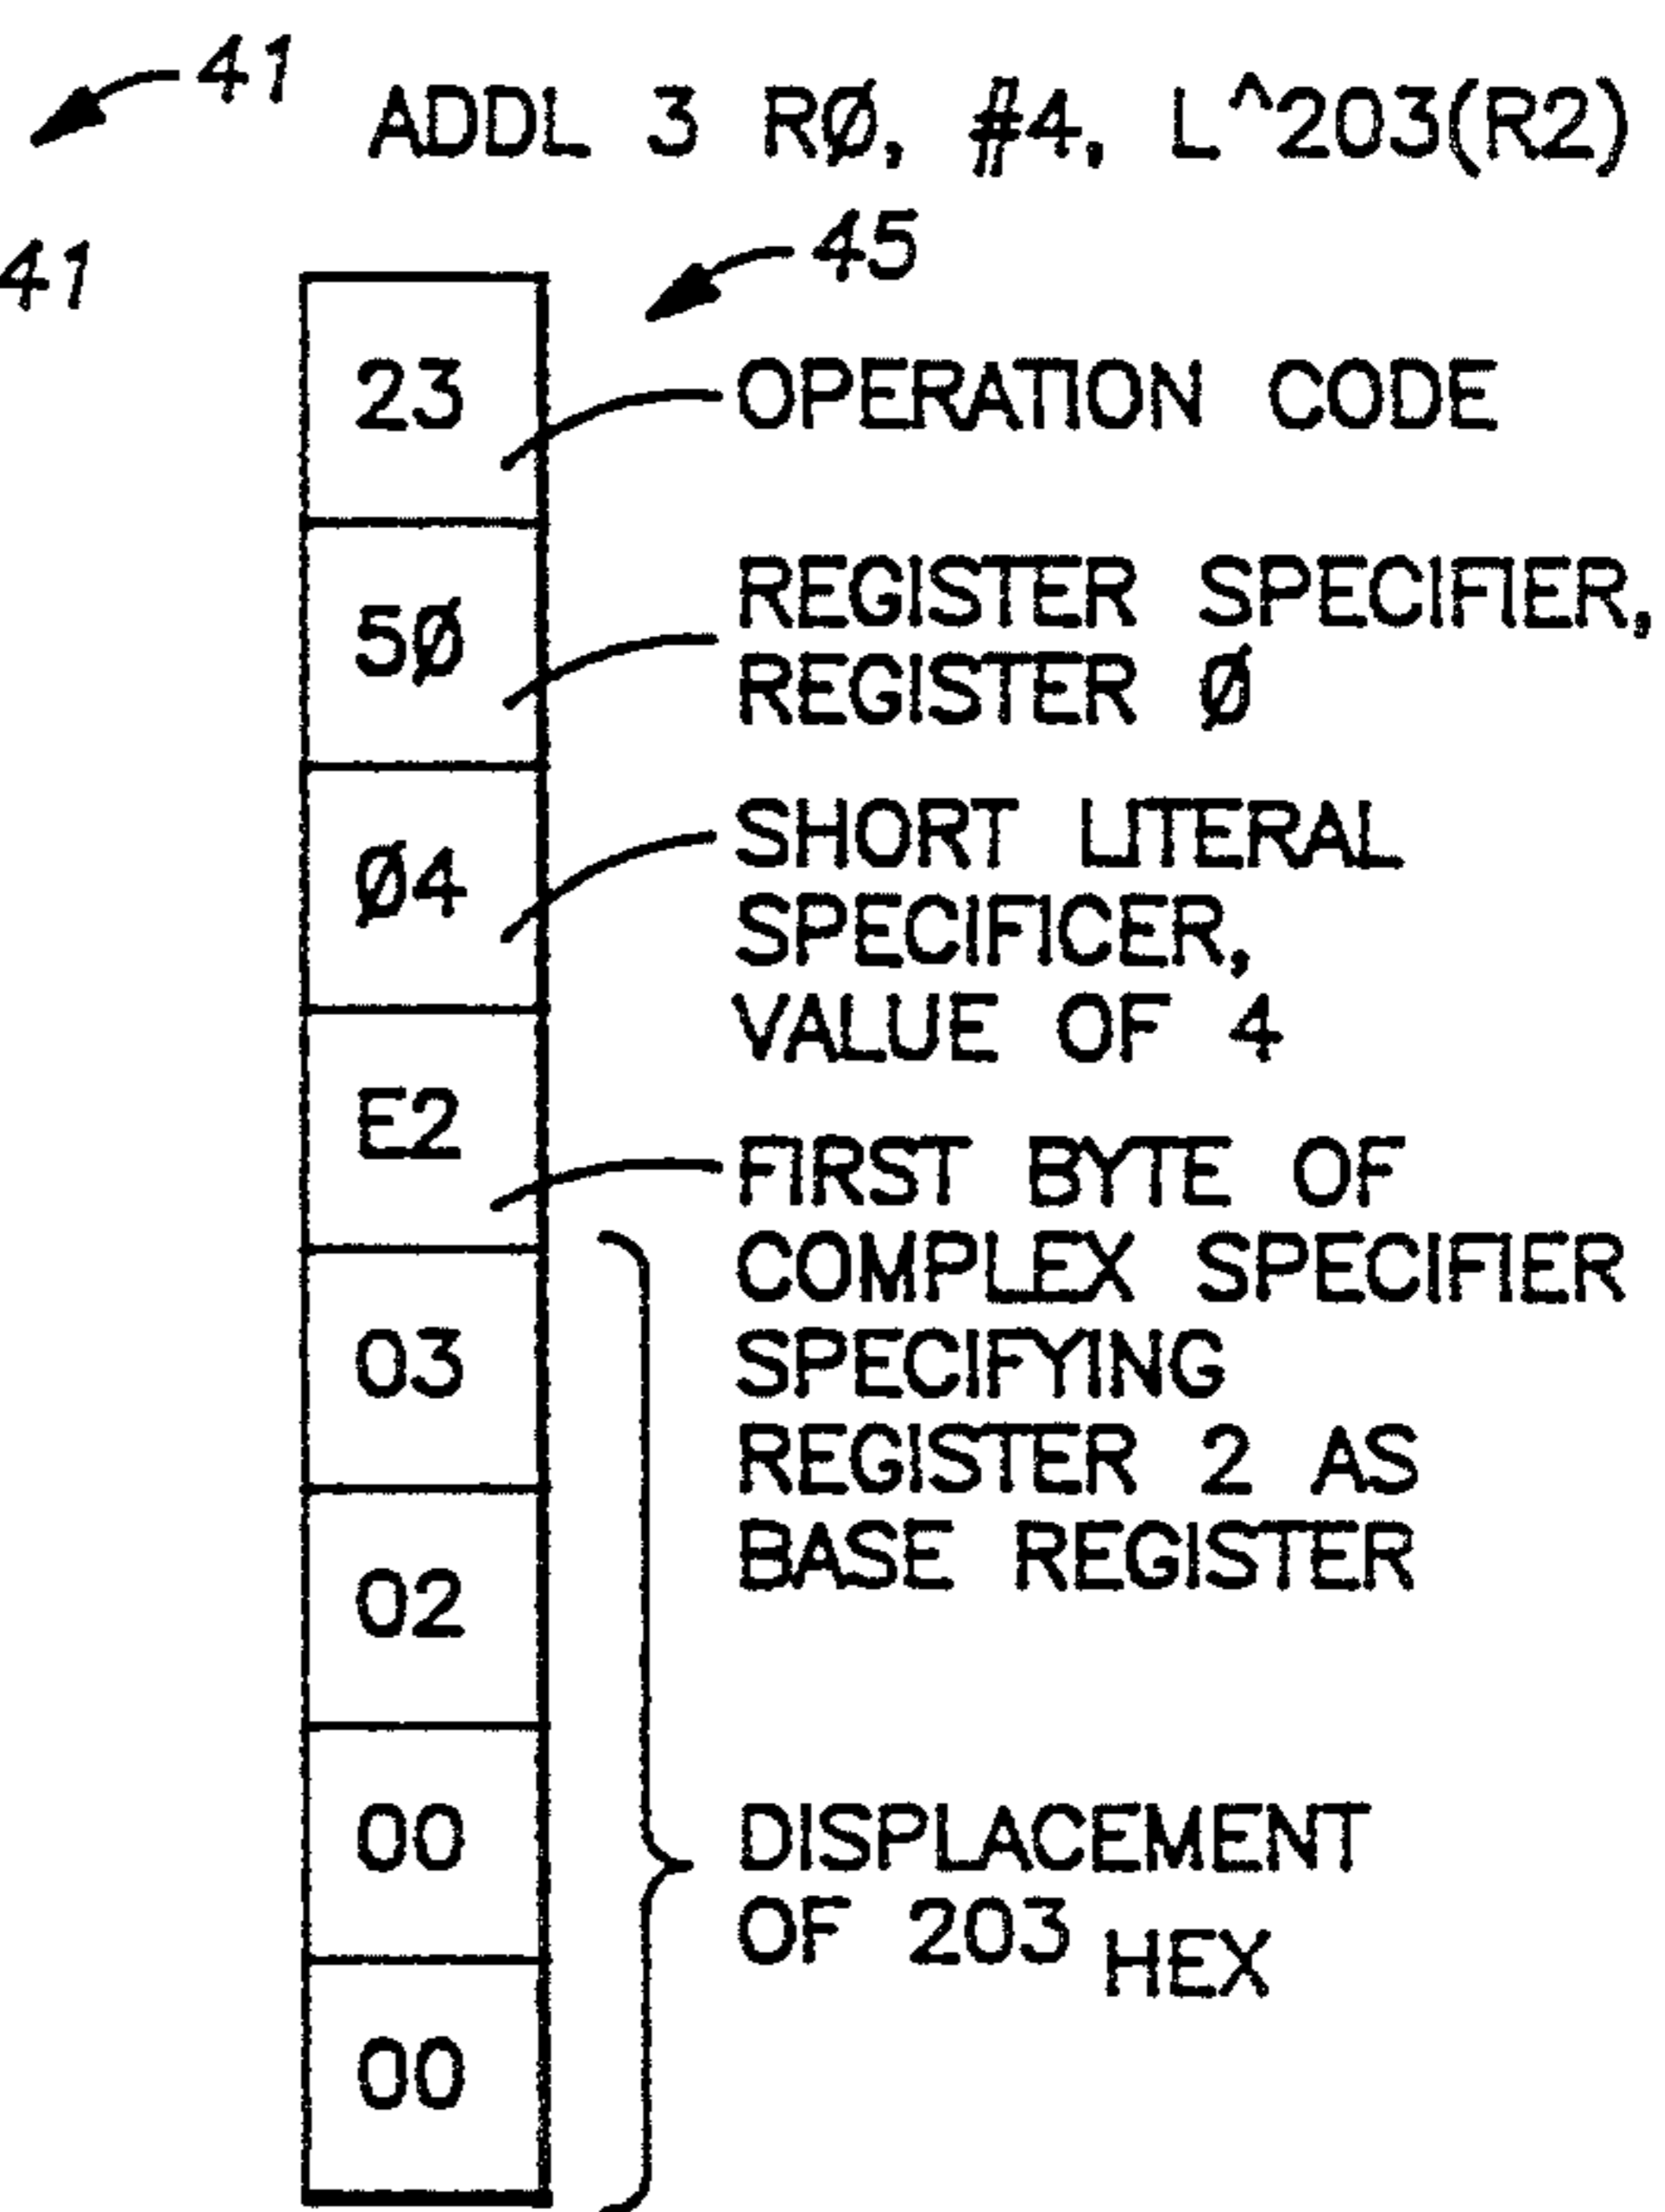 41
ADDL 3 RØ, #4, L^203(R2)
41
45
23
OPERATION CODE
5Ø
REGISTER SPECIFIER,
REGISTER Ø
Ø4
SHORT LITERAL
SPECIFICER,
VALUE OF 4
E2
FIRST BYTE OF
COMPLEX SPECIFIER
SPECIFYING
REGISTER 2 AS
BASE REGISTER
03
02
00
00
DISPLACEMENT
OF 203 HEX